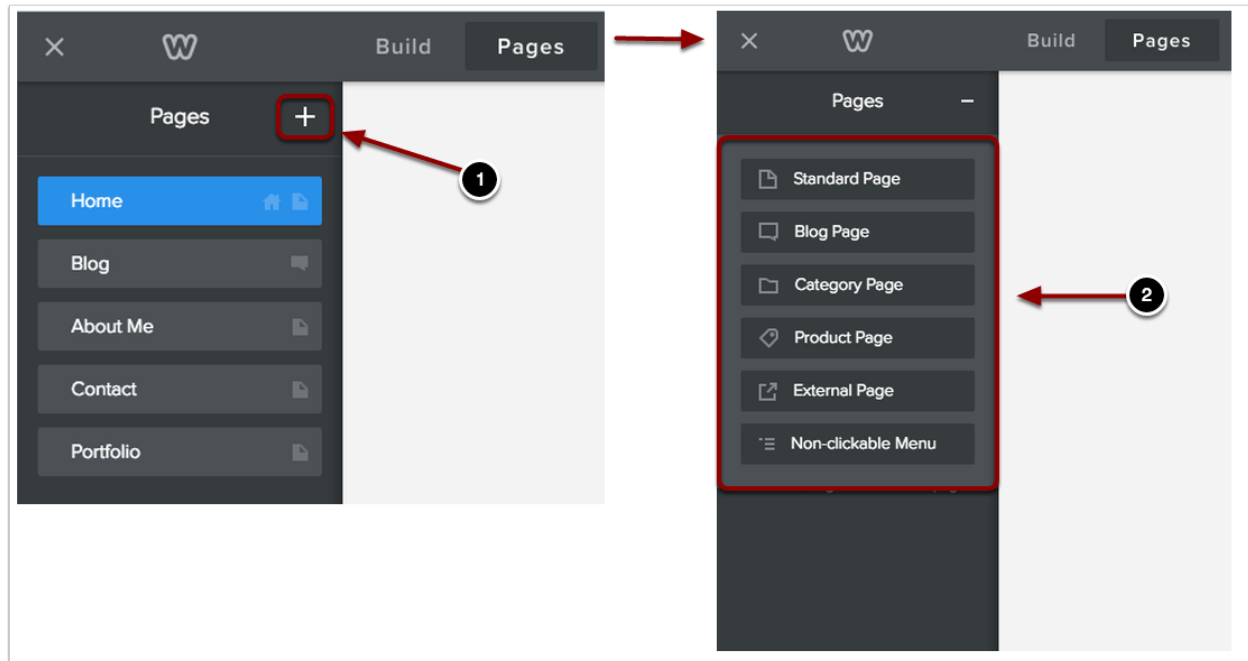 Build Pages
Pages
1
Home
Blog
About Me
Contact
Portfolio
Build Pages
Pages
Standard Page
Blog Page
Category Page
2
Product Page
External Page
Non-clickable Menu